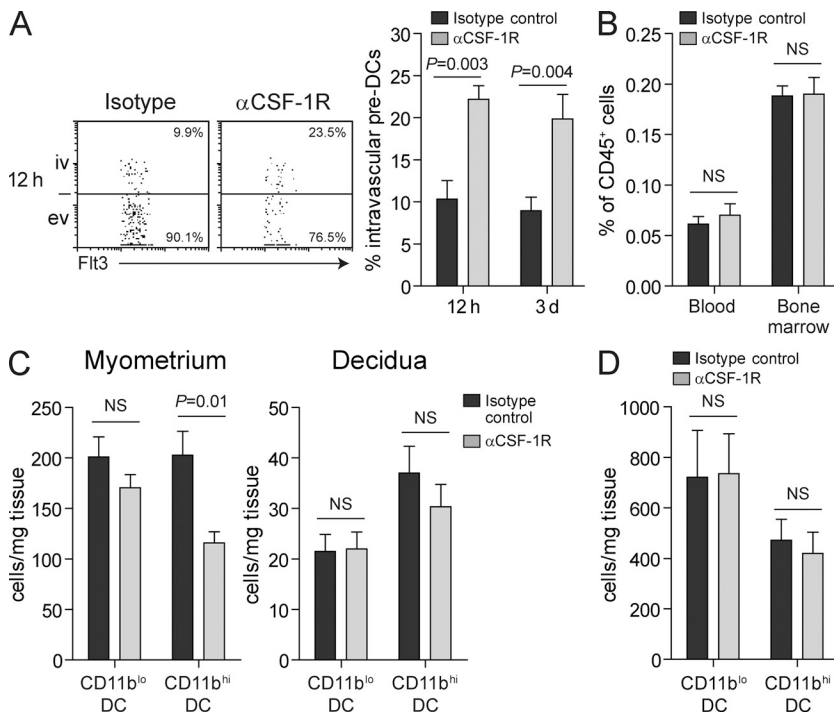 A
Isotype
αCSF-1R
12 h
iv
ev
9.9%
90.1%
23.5%
76.5%
Flt3
Isotype control
αCSF-1R
% intravascular pre-DCs
30
25
20
15
10
5
0
P=0.003
P=0.004
12 h
3 d
B
Isotype control
αCSF-1R
% of CD45⁺ cells
0.25
0.20
0.15
0.10
0.05
0.00
NS
NS
Blood
Bone
marrow
C
Myometrium
cells/mg tissue
250
200
150
100
50
0
NS
P=0.01
CD11bˡᵒ
DC
CD11bʰⁱ
DC
Decidua
Isotype
control
αCSF-1R
cells/mg tissue
50
40
30
20
10
0
NS
NS
CD11bˡᵒ
DC
CD11bʰⁱ
DC
D
Isotype control
αCSF-1R
cells/mg tissue
1000
800
600
400
200
0
NS
NS
CD11bˡᵒ
DC
CD11bʰⁱ
DC